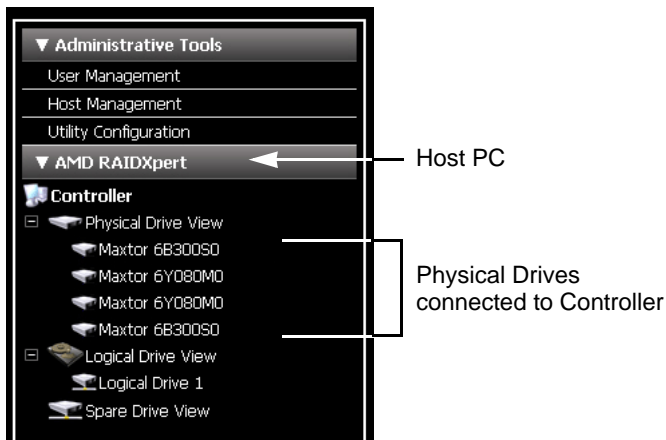 ▼ Administrative Tools
User Management
Host Management
Utility Configuration
▼ AMD RAIDXpert
Host PC
Controller
Physical Drive View
Maxtor 6B300S0
Maxtor 6Y080M0
Maxtor 6Y080M0
Maxtor 6B300S0
Physical Drives
connected to Controller
Logical Drive View
Logical Drive 1
Spare Drive View